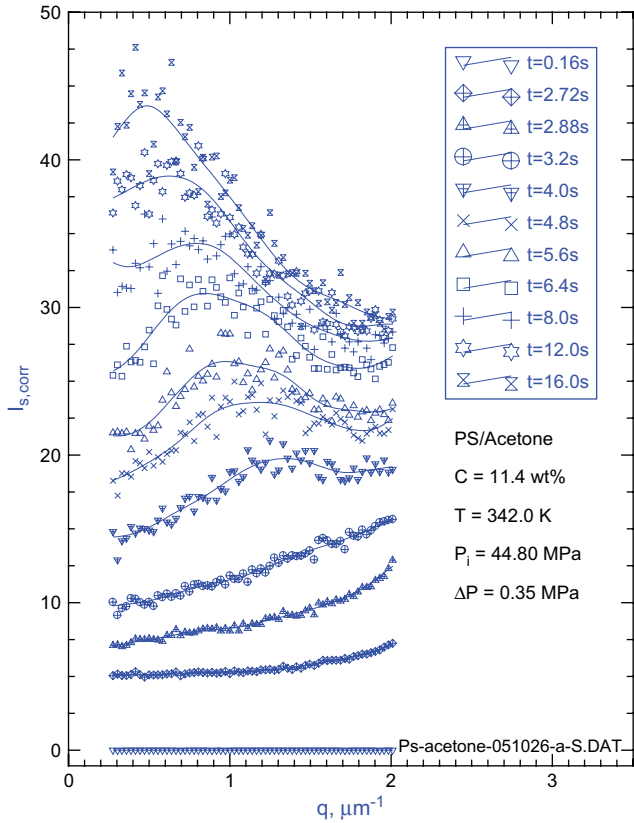 50
40
30
20
10
0
I_s,corr
0
1
2
3
q, μm⁻¹
t=0.16s
t=2.72s
t=2.88s
t=3.2s
t=4.0s
t=4.8s
t=5.6s
t=6.4s
t=8.0s
t=12.0s
t=16.0s
PS/Acetone
C = 11.4 wt%
T = 342.0 K
P_i = 44.80 MPa
ΔP = 0.35 MPa
Ps-acetone-051026-a-S.DAT